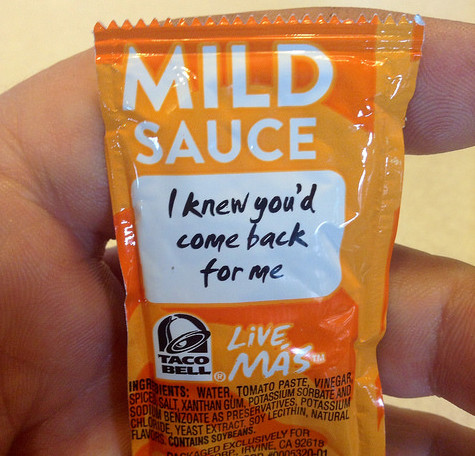 MILD
SAUCE
I knew you'd
come back
for me
TACO
BELL®
LiVE
MÁS™
INGREDIENTS: WATER, TOMATO PASTE, VINEGAR,
SPICES, SALT, XANTHAN GUM, POTASSIUM SORBATE AND
SODIUM BENZOATE AS PRESERVATIVES, POTASSIUM
CHLORIDE, YEAST EXTRACT, SOY LECITHIN, NATURAL
FLAVORS. CONTAINS SOYBEANS.
PACKAGED EXCLUSIVELY FOR
CORP., IRVINE, CA 92618